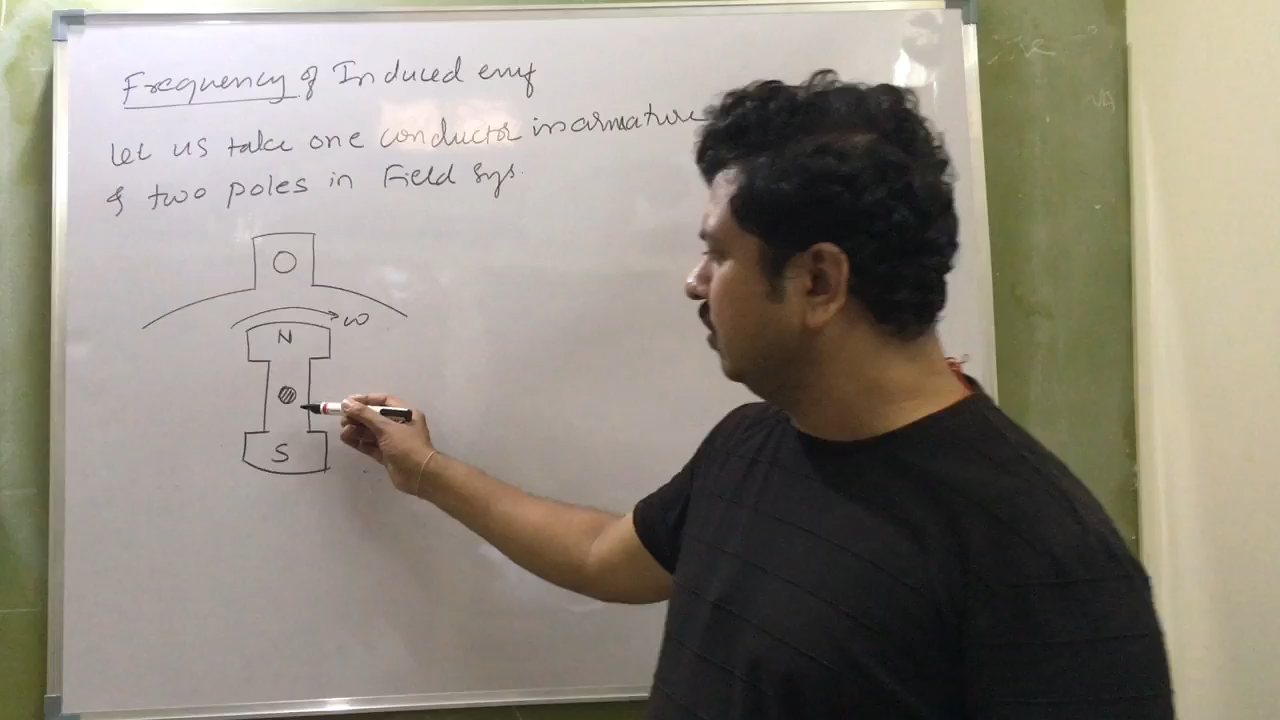 Frequency of Induced emf
Let us take one conductor in armature
& two poles in Field sys.
ω
N
S